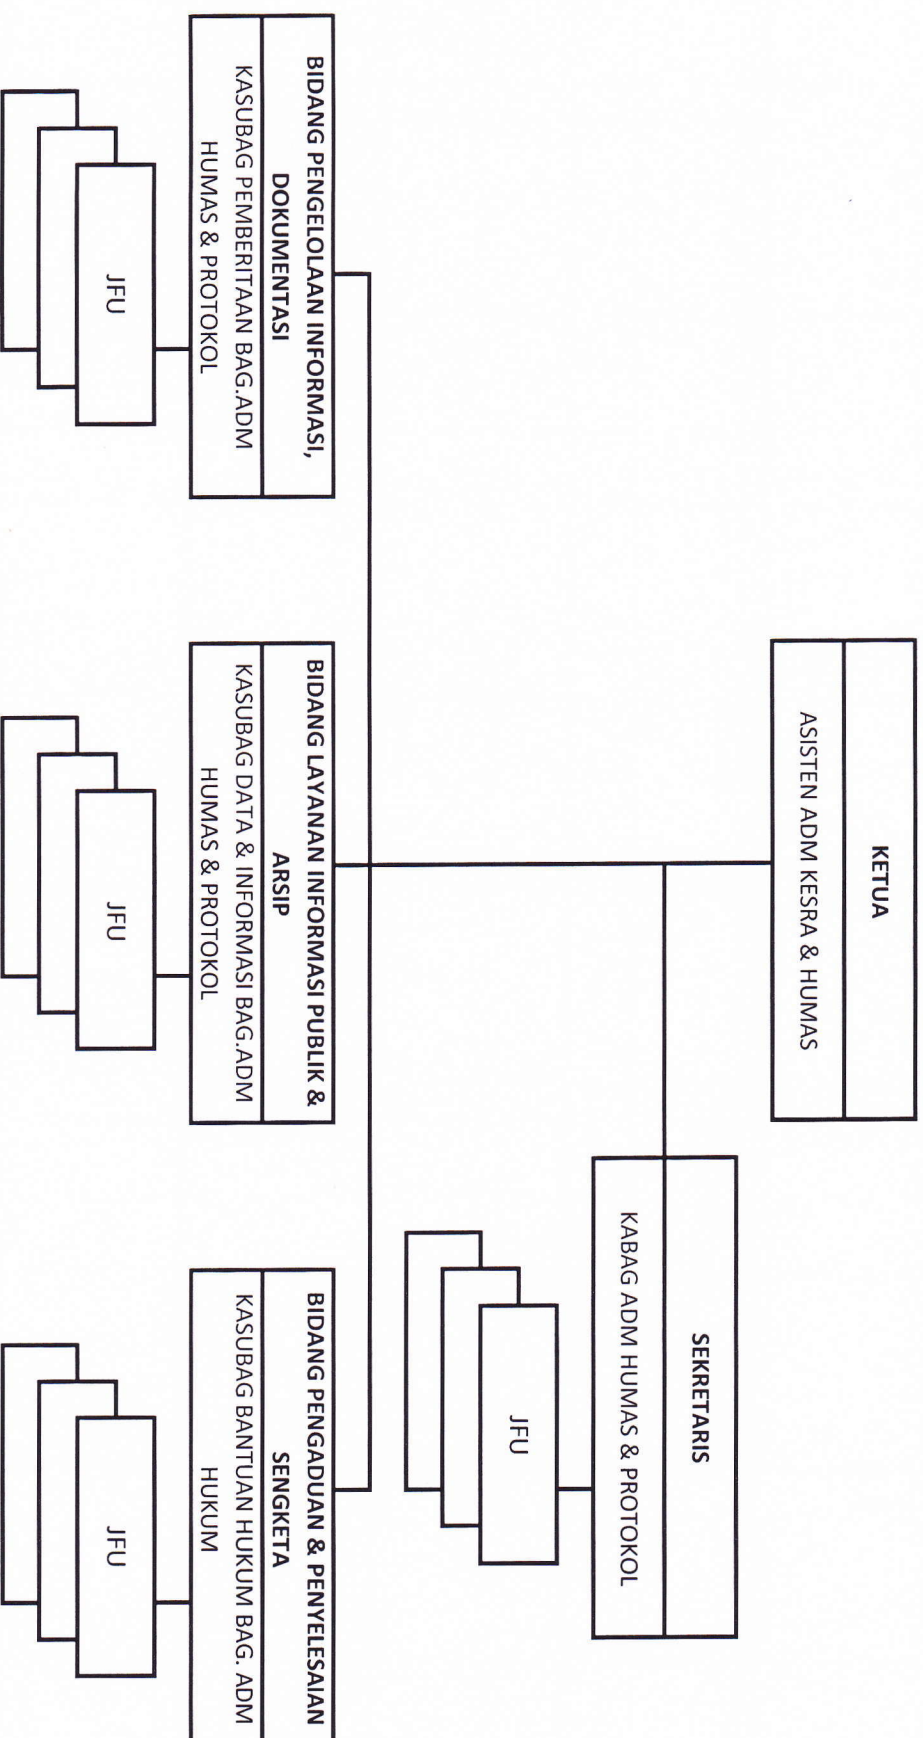 KETUA
ASISTEN ADM KESRA & HUMAS
SEKRETARIS
KABAG ADM HUMAS & PROTOKOL
JFU
BIDANG PENGELOLAAN INFORMASI,
DOKUMENTASI
KASUBAG PEMBERITAAN BAG.ADM
HUMAS & PROTOKOL
JFU
BIDANG LAYANAN INFORMASI PUBLIK &
ARSIP
KASUBAG DATA & INFORMASI BAG.ADM
HUMAS & PROTOKOL
JFU
BIDANG PENGADUAN & PENYELESAIAN
SENGKETA
KASUBAG BANTUAN HUKUM BAG. ADM
HUKUM
JFU